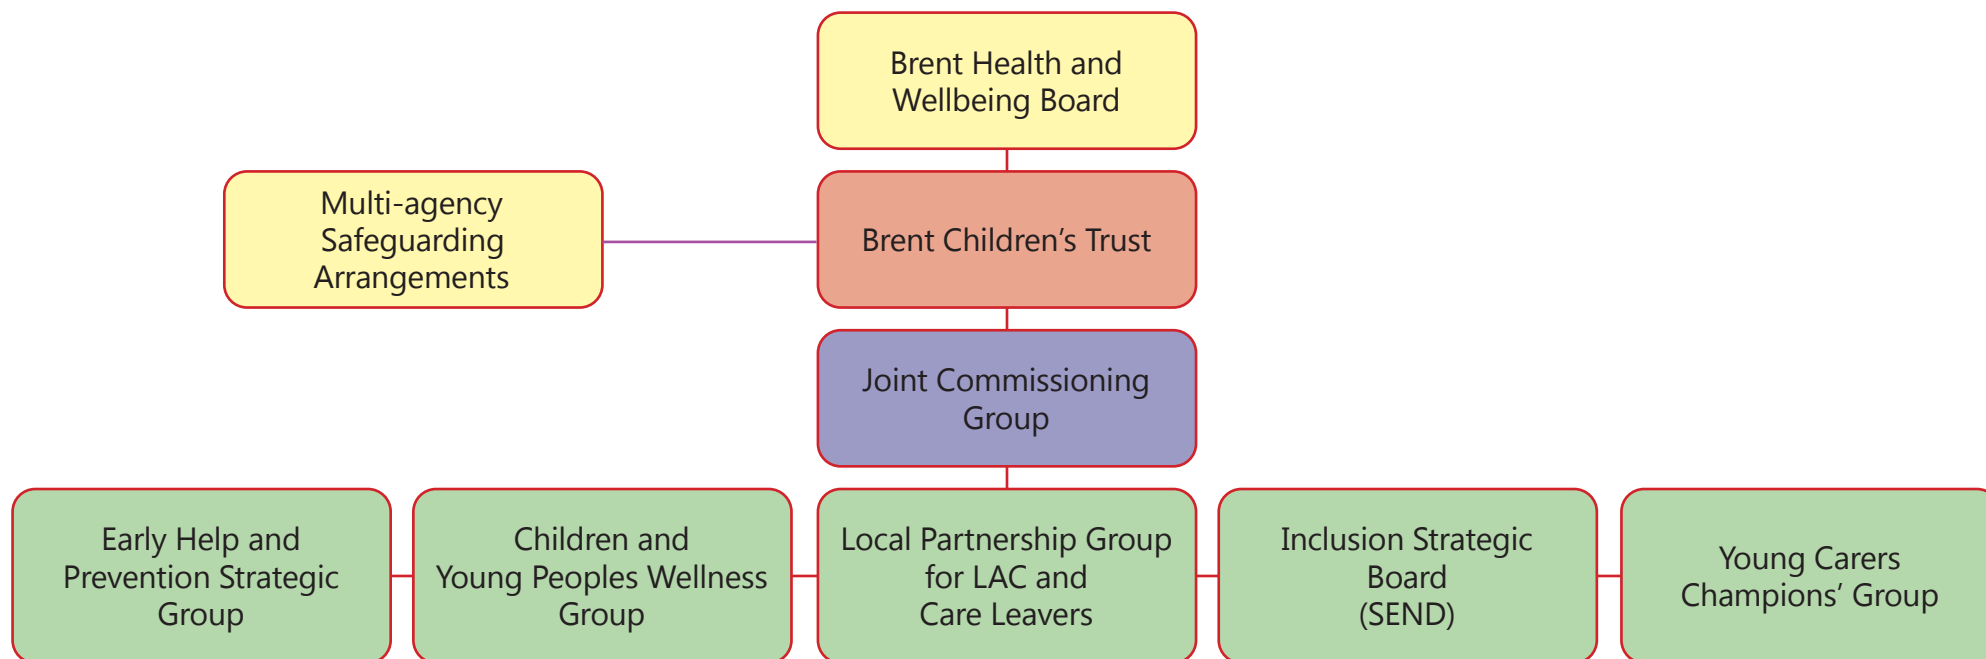 Brent Health and
Wellbeing Board
Multi-agency
Safeguarding
Arrangements
Brent Children’s Trust
Joint Commissioning
Group
Early Help and
Prevention Strategic
Group
Children and
Young Peoples Wellness
Group
Local Partnership Group
for LAC and
Care Leavers
Inclusion Strategic
Board
(SEND)
Young Carers
Champions’ Group